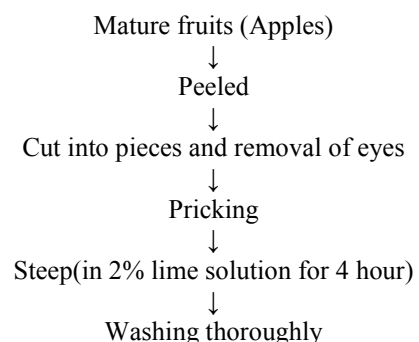 Mature fruits (Apples)
↓
Peeled
↓
Cut into pieces and removal of eyes
↓
Pricking
↓
Steep(in 2% lime solution for 4 hour)
↓
Washing thoroughly